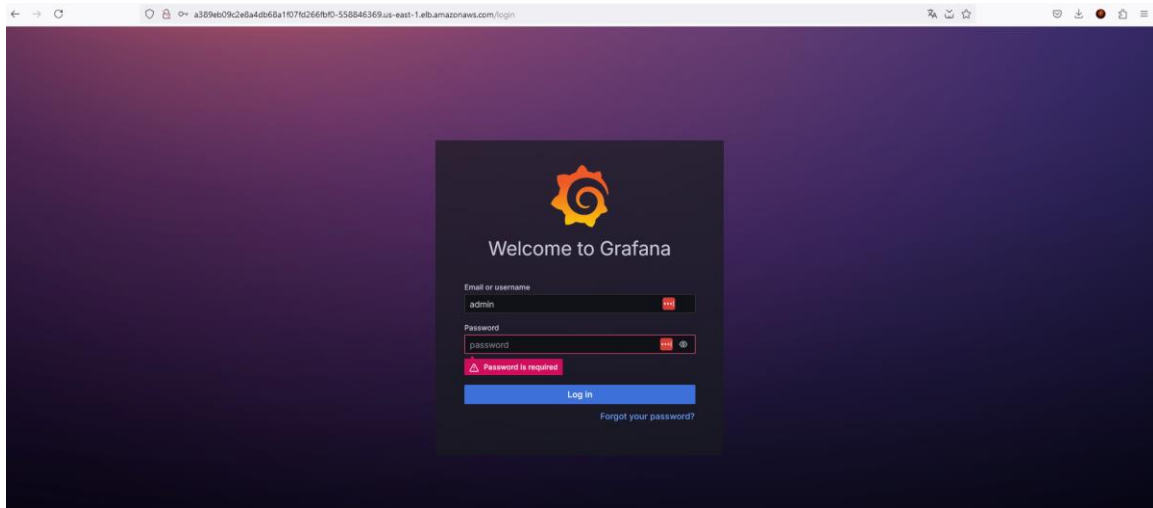 a389eb09c2e8a4db68a1f07fd266fbf0-558846369.us-east-1.elb.amazonaws.com/login
Welcome to Grafana
Email or username
admin
Password
password
Password is required
Log in
Forgot your password?